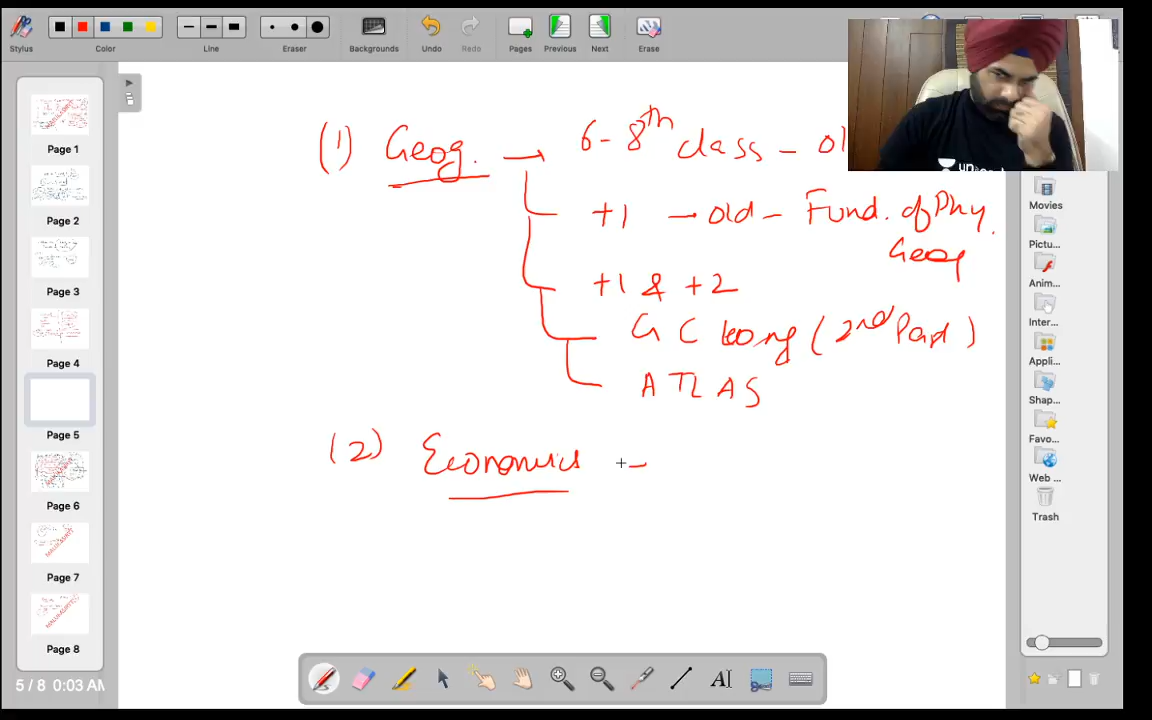 Stylus Color Line Eraser Backgrounds Undo Redo Pages Previous Next Erase
Page 1
Page 2
Page 3
Page 4
Page 5
Page 6
Page 7
Page 8
5 / 8 0:03 AM
(1) Geog. → 6-8th class - ol
+1 → old - Fund. of Phy.
Geog
+1 & +2
G C Leong (2nd Part)
ATLAS
(2) Economics -
un
Movies
Pictu...
Anim...
Inter...
Appli...
Shap...
Favo...
Web ...
Trash